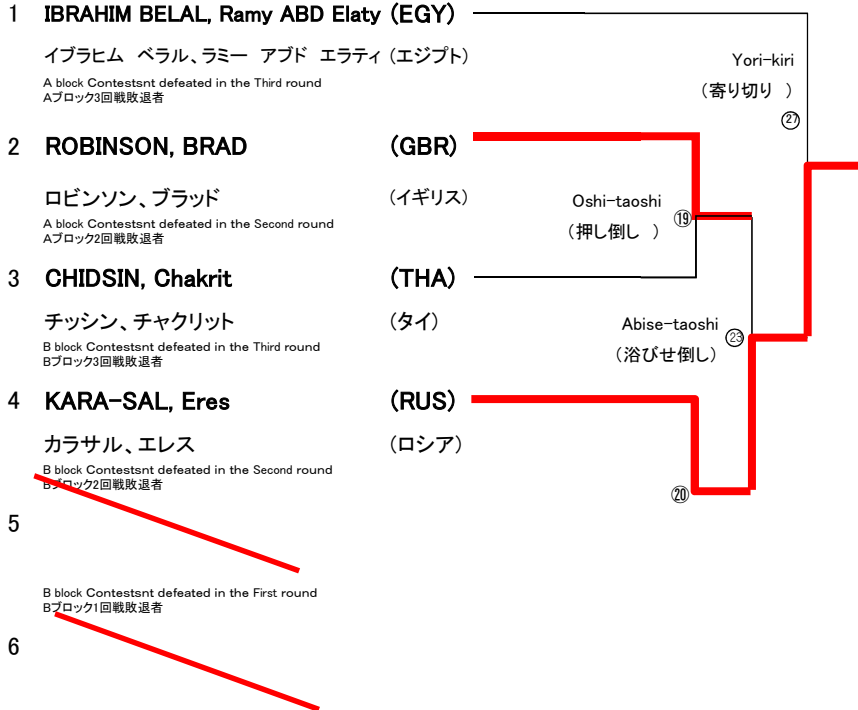 1 IBRAHIM BELAL, Ramy ABD Elaty (EGY)
イブラヒム ベラル、ラミー アブド エラティ (エジプト)
A block Contestsnt defeated in the Third round
Aブロック3回戦敗退者
Yori-kiri
(寄り切り )
㉗
2 ROBINSON, BRAD (GBR)
ロビンソン、ブラッド (イギリス)
A block Contestsnt defeated in the Second round
Aブロック2回戦敗退者
Oshi-taoshi
(押し倒し )
⑲
3 CHIDSIN, Chakrit (THA)
チッシン、チャクリット (タイ)
B block Contestsnt defeated in the Third round
Bブロック3回戦敗退者
Abise-taoshi
(浴びせ倒し)
㉓
4 KARA-SAL, Eres (RUS)
カラサル、エレス (ロシア)
B block Contestsnt defeated in the Second round
Bブロック2回戦敗退者
⑳
5
B block Contestsnt defeated in the First round
Bブロック1回戦敗退者
6